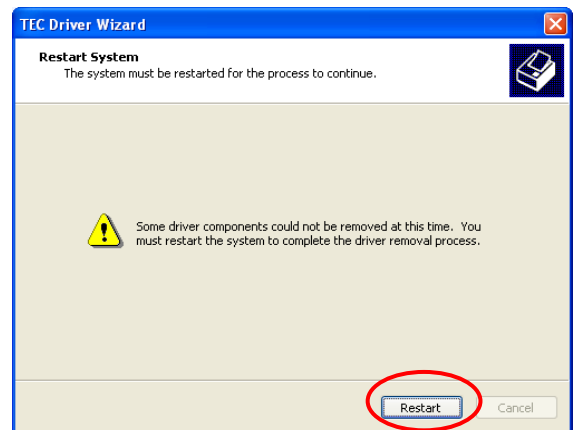 TEC Driver Wizard
Restart System
The system must be restarted for the process to continue.
Some driver components could not be removed at this time. You
must restart the system to complete the driver removal process.
Restart Cancel